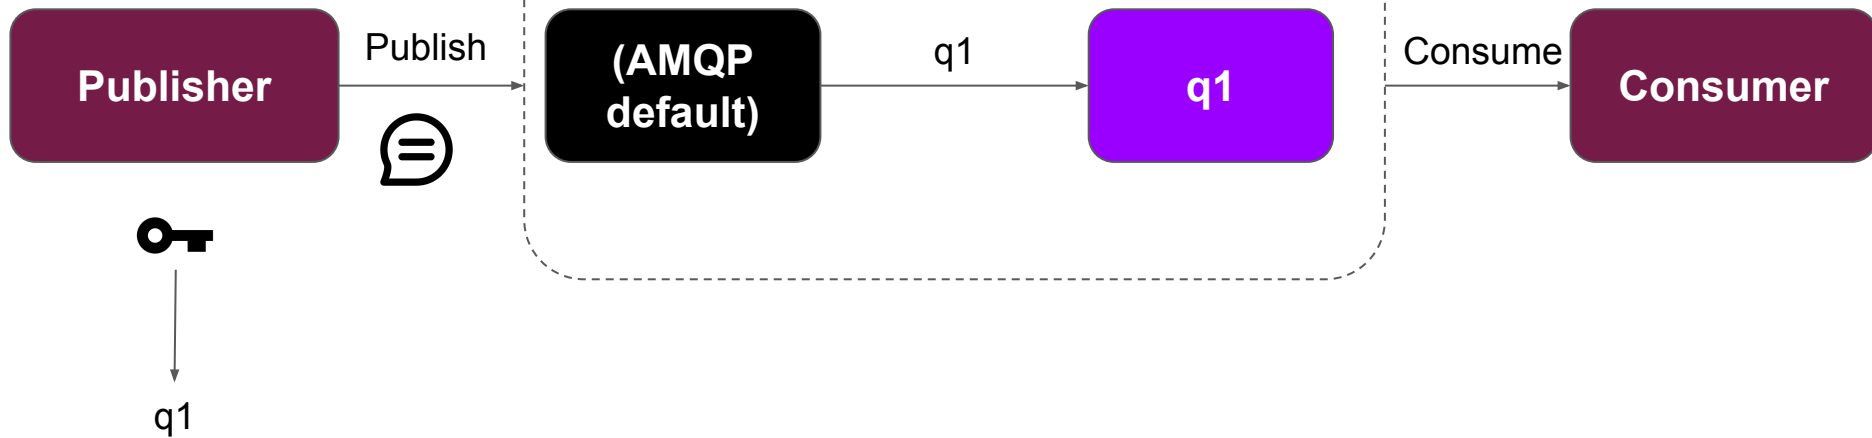 Publisher
Publish
(AMQP
default)
q1
q1
Consume
Consumer
q1